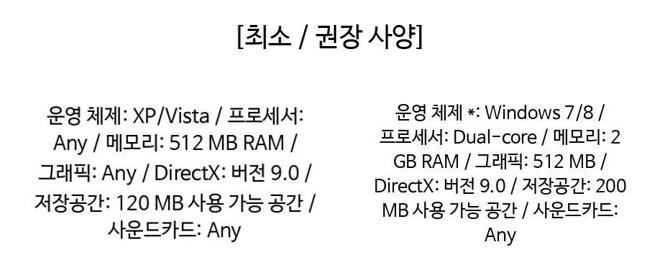 [최소 / 권장 사양]
운영 체제: XP/Vista / 프로세서:
Any / 메모리: 512 MB RAM /
그래픽: Any / DirectX: 버전 9.0 /
저장공간: 120 MB 사용 가능 공간 /
사운드카드: Any
운영 체제 *: Windows 7/8 /
프로세서: Dual-core / 메모리: 2
GB RAM / 그래픽: 512 MB /
DirectX: 버전 9.0 / 저장공간: 200
MB 사용 가능 공간 / 사운드카드:
Any